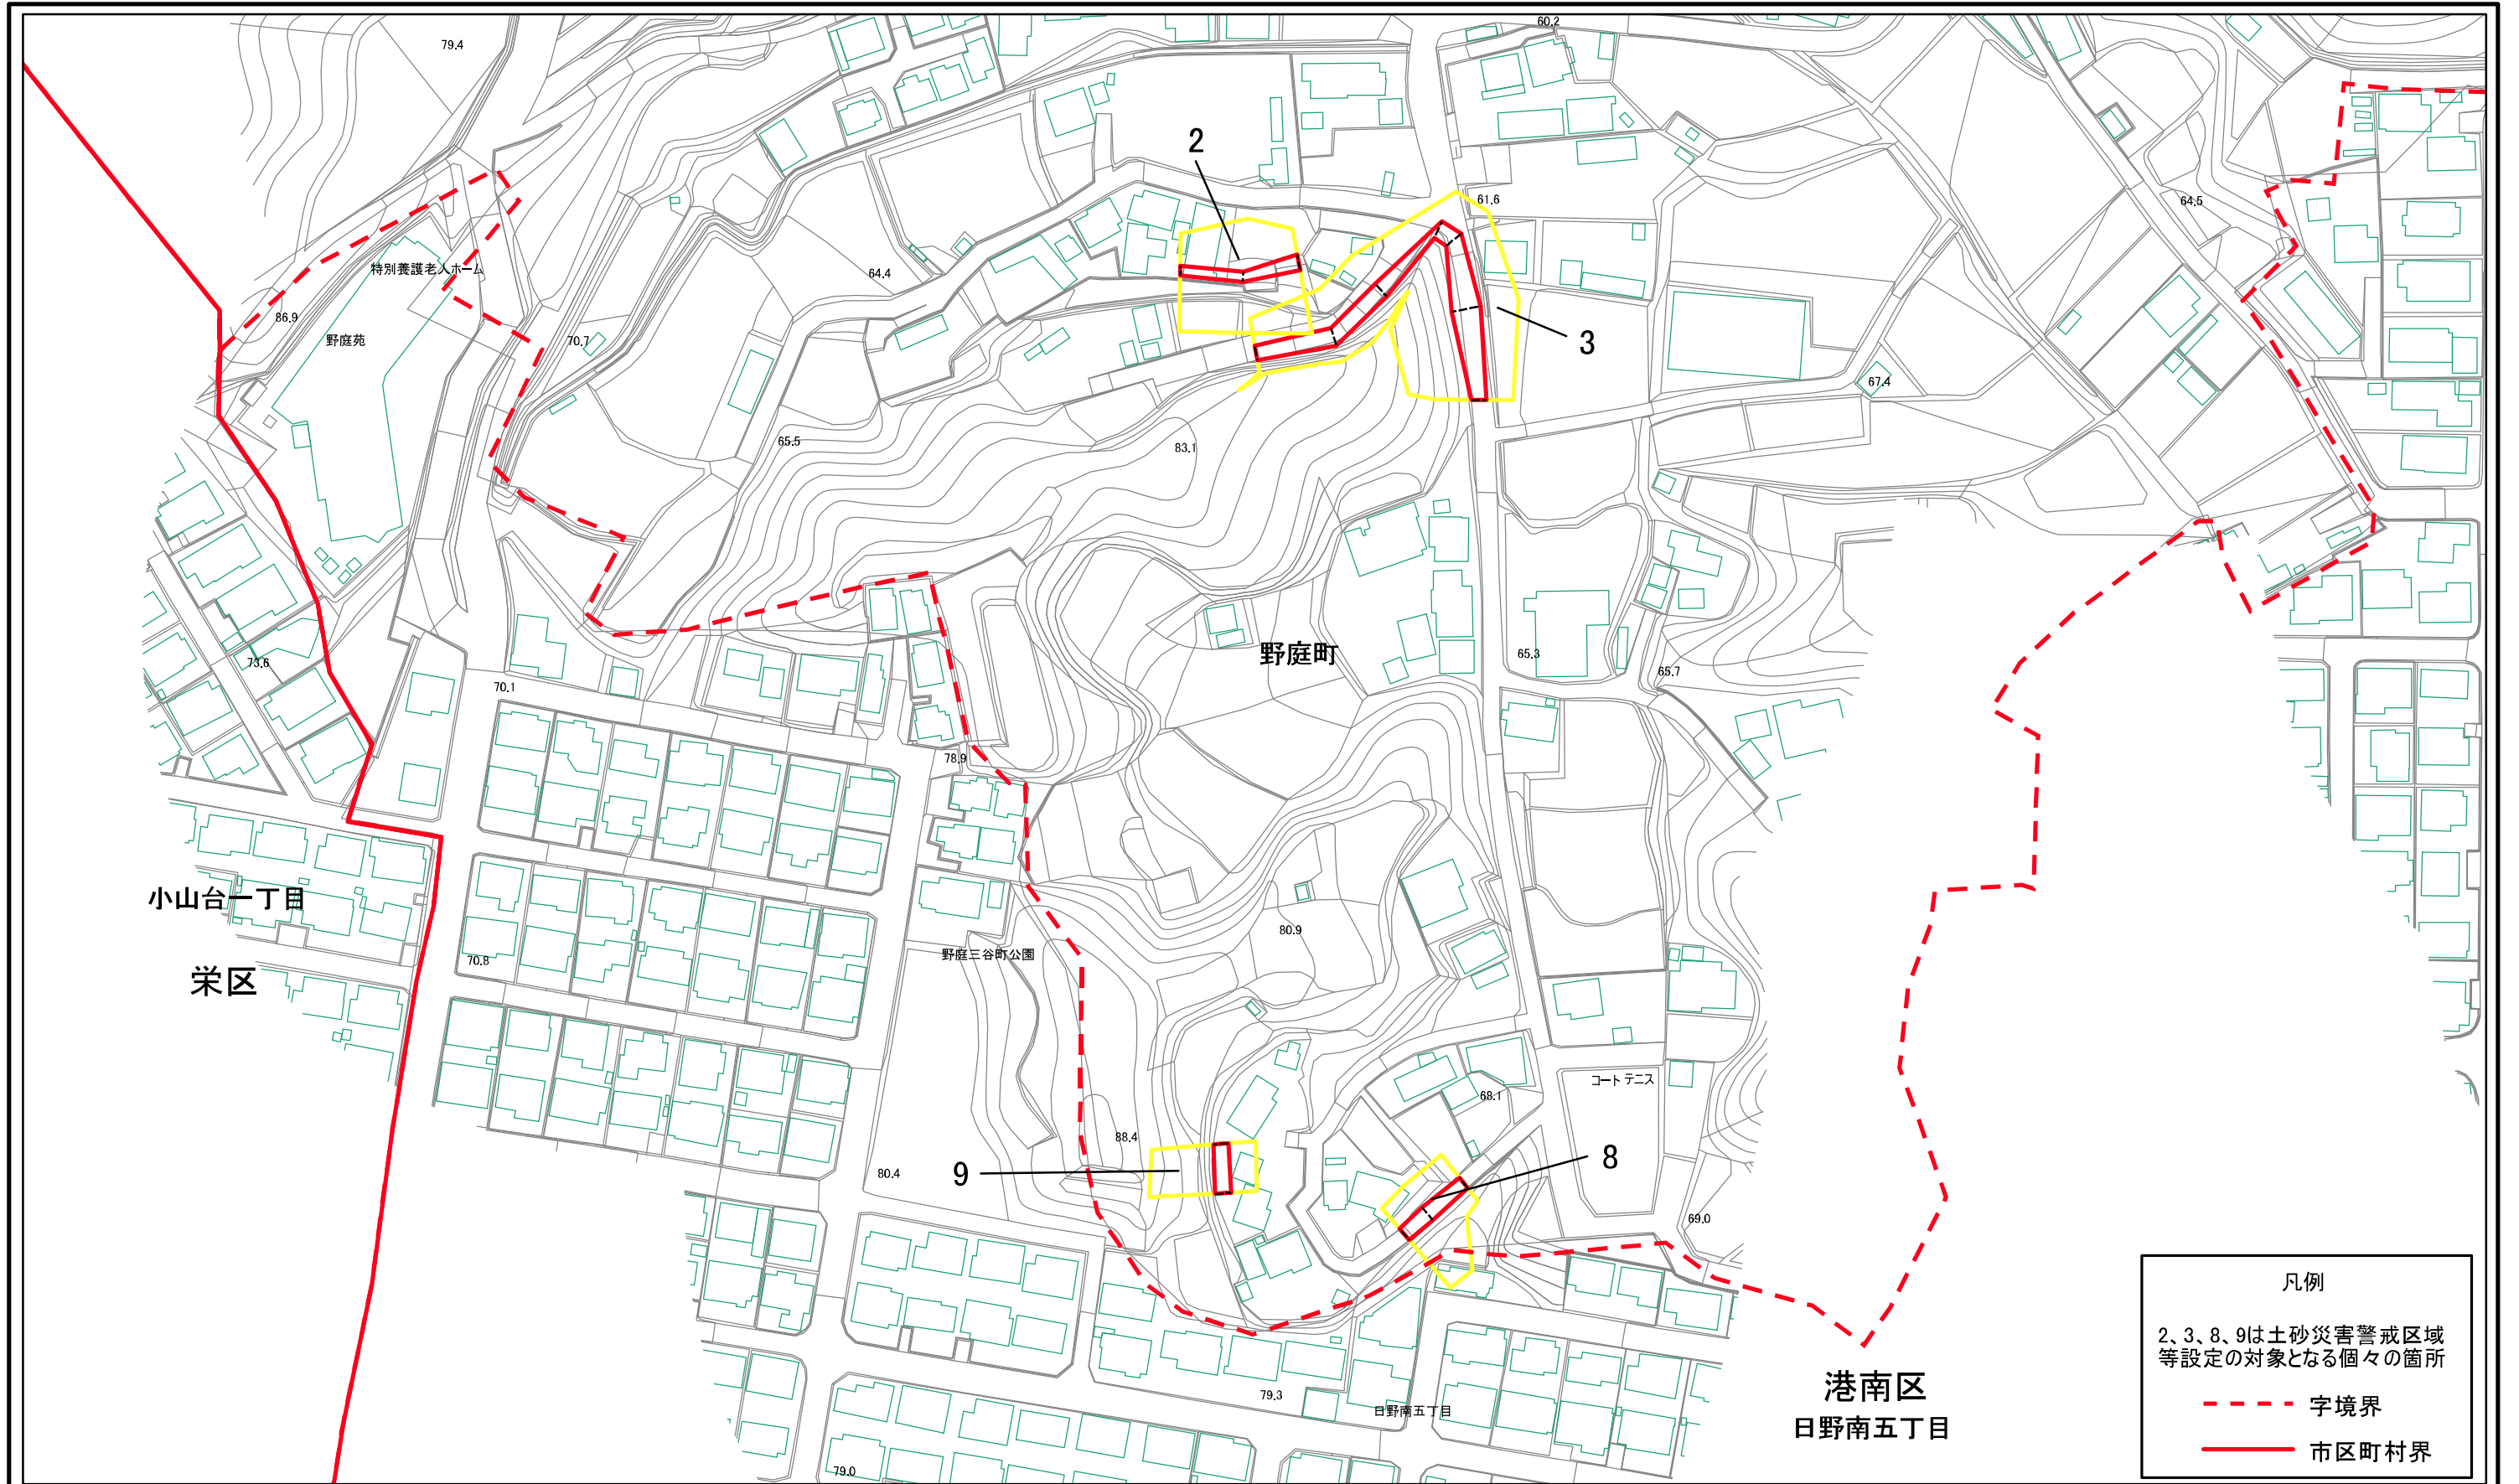 60.2
79.4
2
61.6
64.5
特別養護老人ホーム
64.4
86.9
野庭苑
70.7
3
67.4
65.5
83.1
野庭町
65.3
73.6
65.7
70.1
78.9
小山台一丁目
80.9
野庭三谷町公園
70.8
栄区
コート テニス
68.1
88.4
8
9
80.4
69.0
凡例
2、3、8、9は土砂災害警戒区域
等設定の対象となる個々の箇所
字境界
市区町村界
港南区
日野南五丁目
79.3
日野南五丁目
79.0